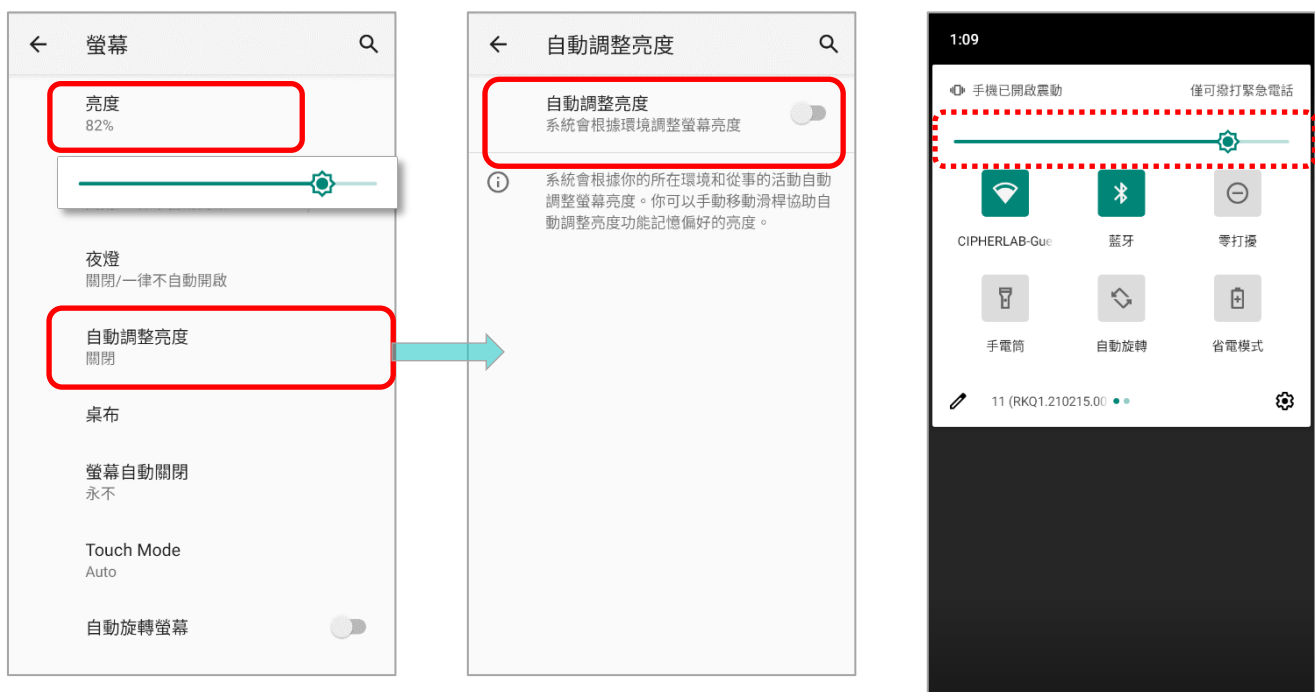 螢幕
亮度
82%
夜燈
關閉/一律不自動開啟
自動調整亮度
關閉
桌布
螢幕自動關閉
永不
Touch Mode
Auto
自動旋轉螢幕
自動調整亮度
自動調整亮度
系統會根據環境調整螢幕亮度
系統會根據你的所在環境和從事的活動自動
調整螢幕亮度。你可以手動移動滑桿協助自
動調整亮度功能記憶偏好的亮度。
1:09
手機已開啟震動
僅可撥打緊急電話
CIPHERLAB-Gue
藍牙
零打擾
手電筒
自動旋轉
省電模式
11 (RKQ1.210215.00